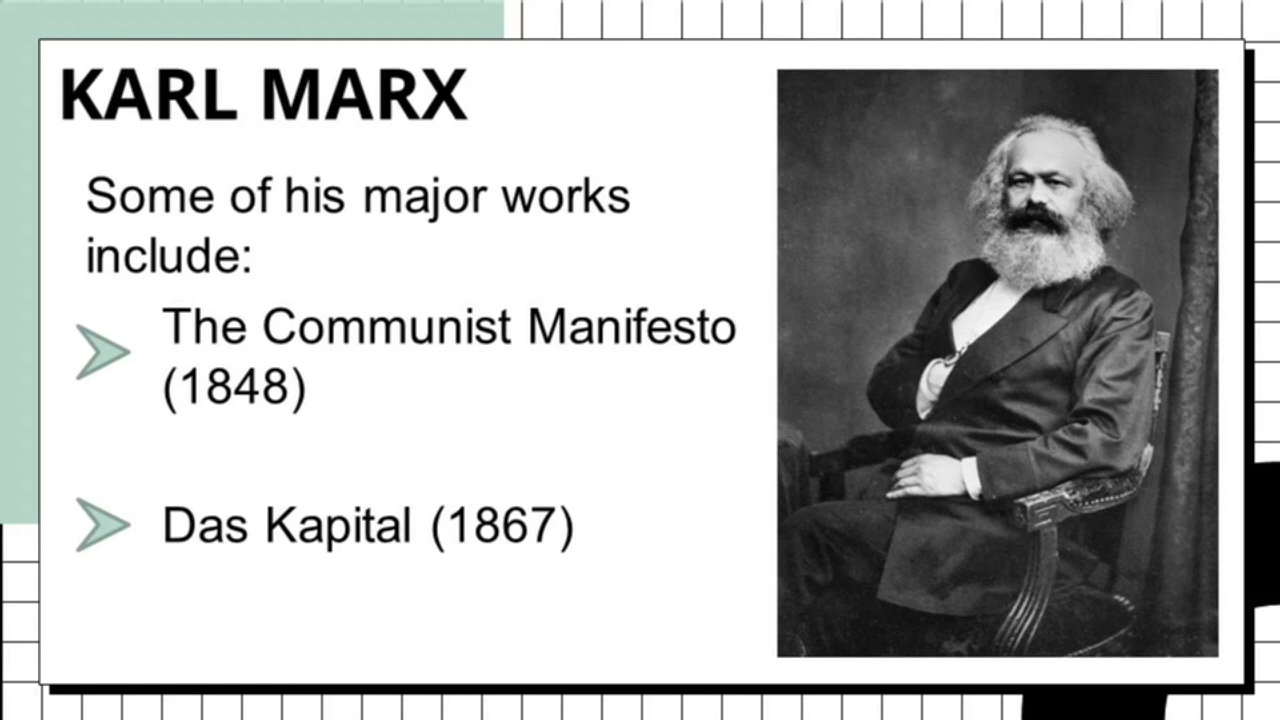 KARL MARX
Some of his major works
include:
The Communist Manifesto
(1848)
Das Kapital (1867)